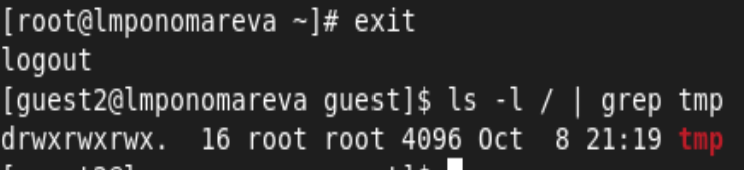 [root@lmponomareva ~]# exit
logout
[guest2@lmponomareva guest]$ ls -l / | grep tmp
drwxrwxrwx.  16 root root 4096 Oct  8 21:19 tmp